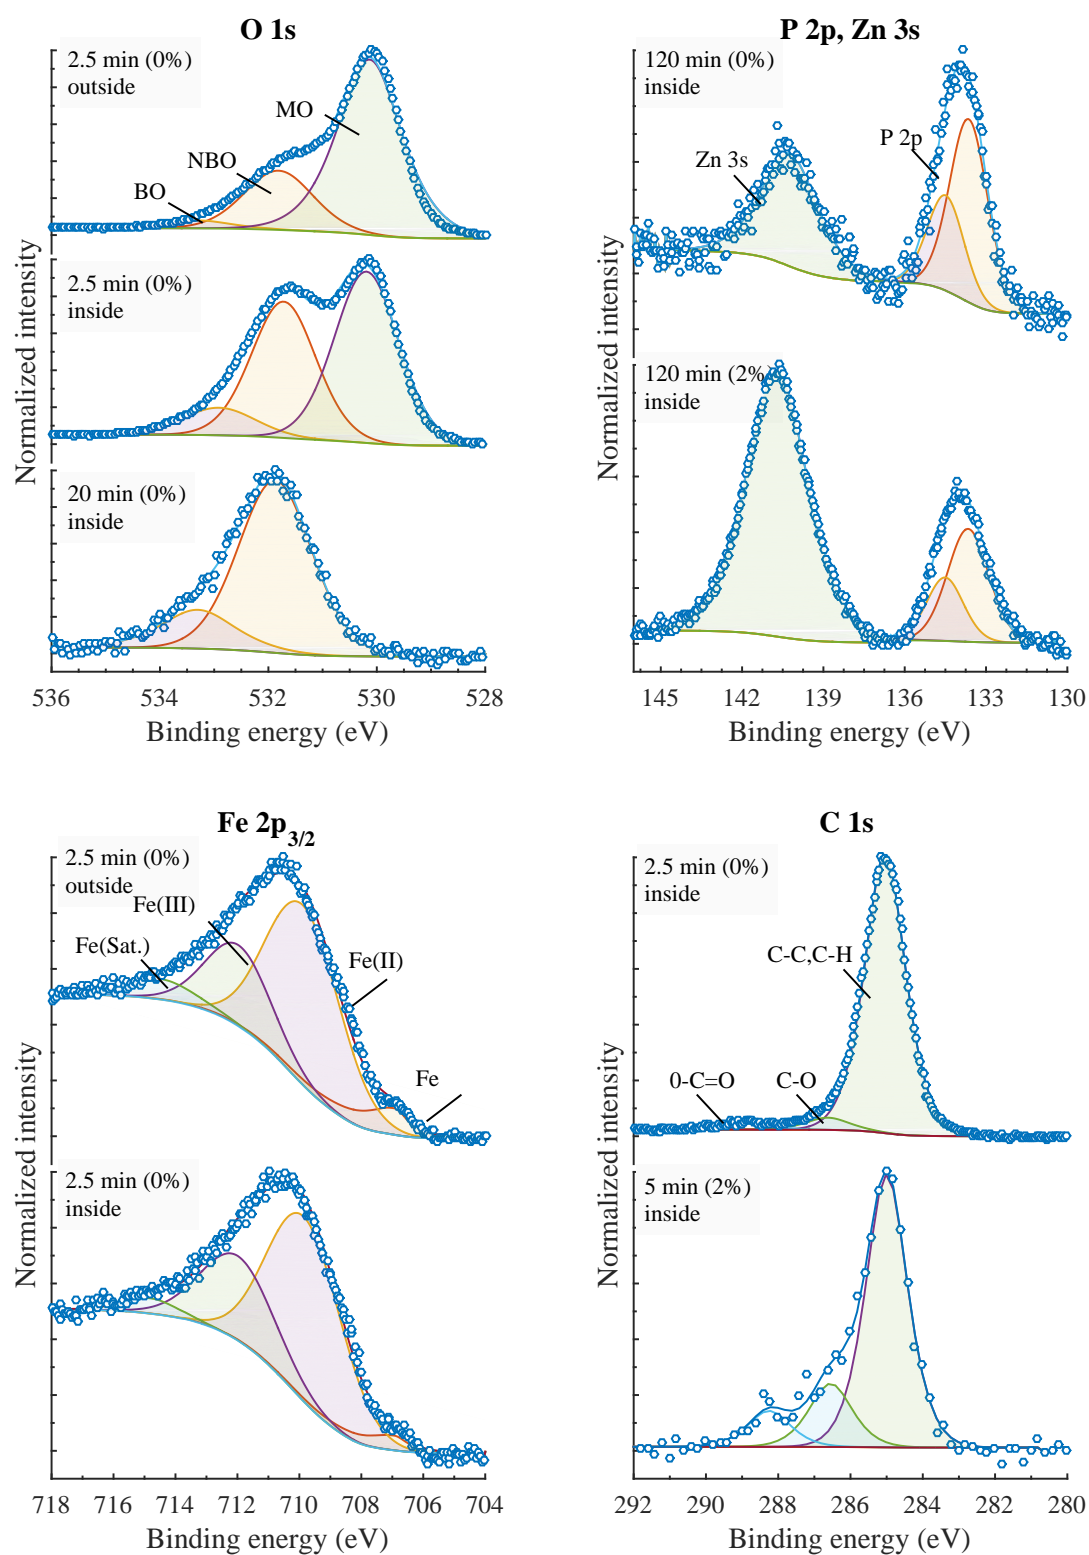 O 1s
2.5 min (0%)
outside
MO
NBO
BO
2.5 min (0%)
inside
20 min (0%)
inside
Normalized intensity
536 534 532 530 528
Binding energy (eV)
P 2p, Zn 3s
120 min (0%)
inside
P 2p
Zn 3s
120 min (2%)
inside
Normalized intensity
145 142 139 136 133 130
Binding energy (eV)
Fe 2p3/2
2.5 min (0%)
outside
Fe(III)
Fe(Sat.)
Fe(II)
Fe
Normalized intensity
2.5 min (0%)
inside
Normalized intensity
718 716 714 712 710 708 706 704
Binding energy (eV)
C 1s
2.5 min (0%)
inside
C-C,C-H
0-C=O
C-O
Normalized intensity
5 min (2%)
inside
Normalized intensity
292 290 288 286 284 282 280
Binding energy (eV)